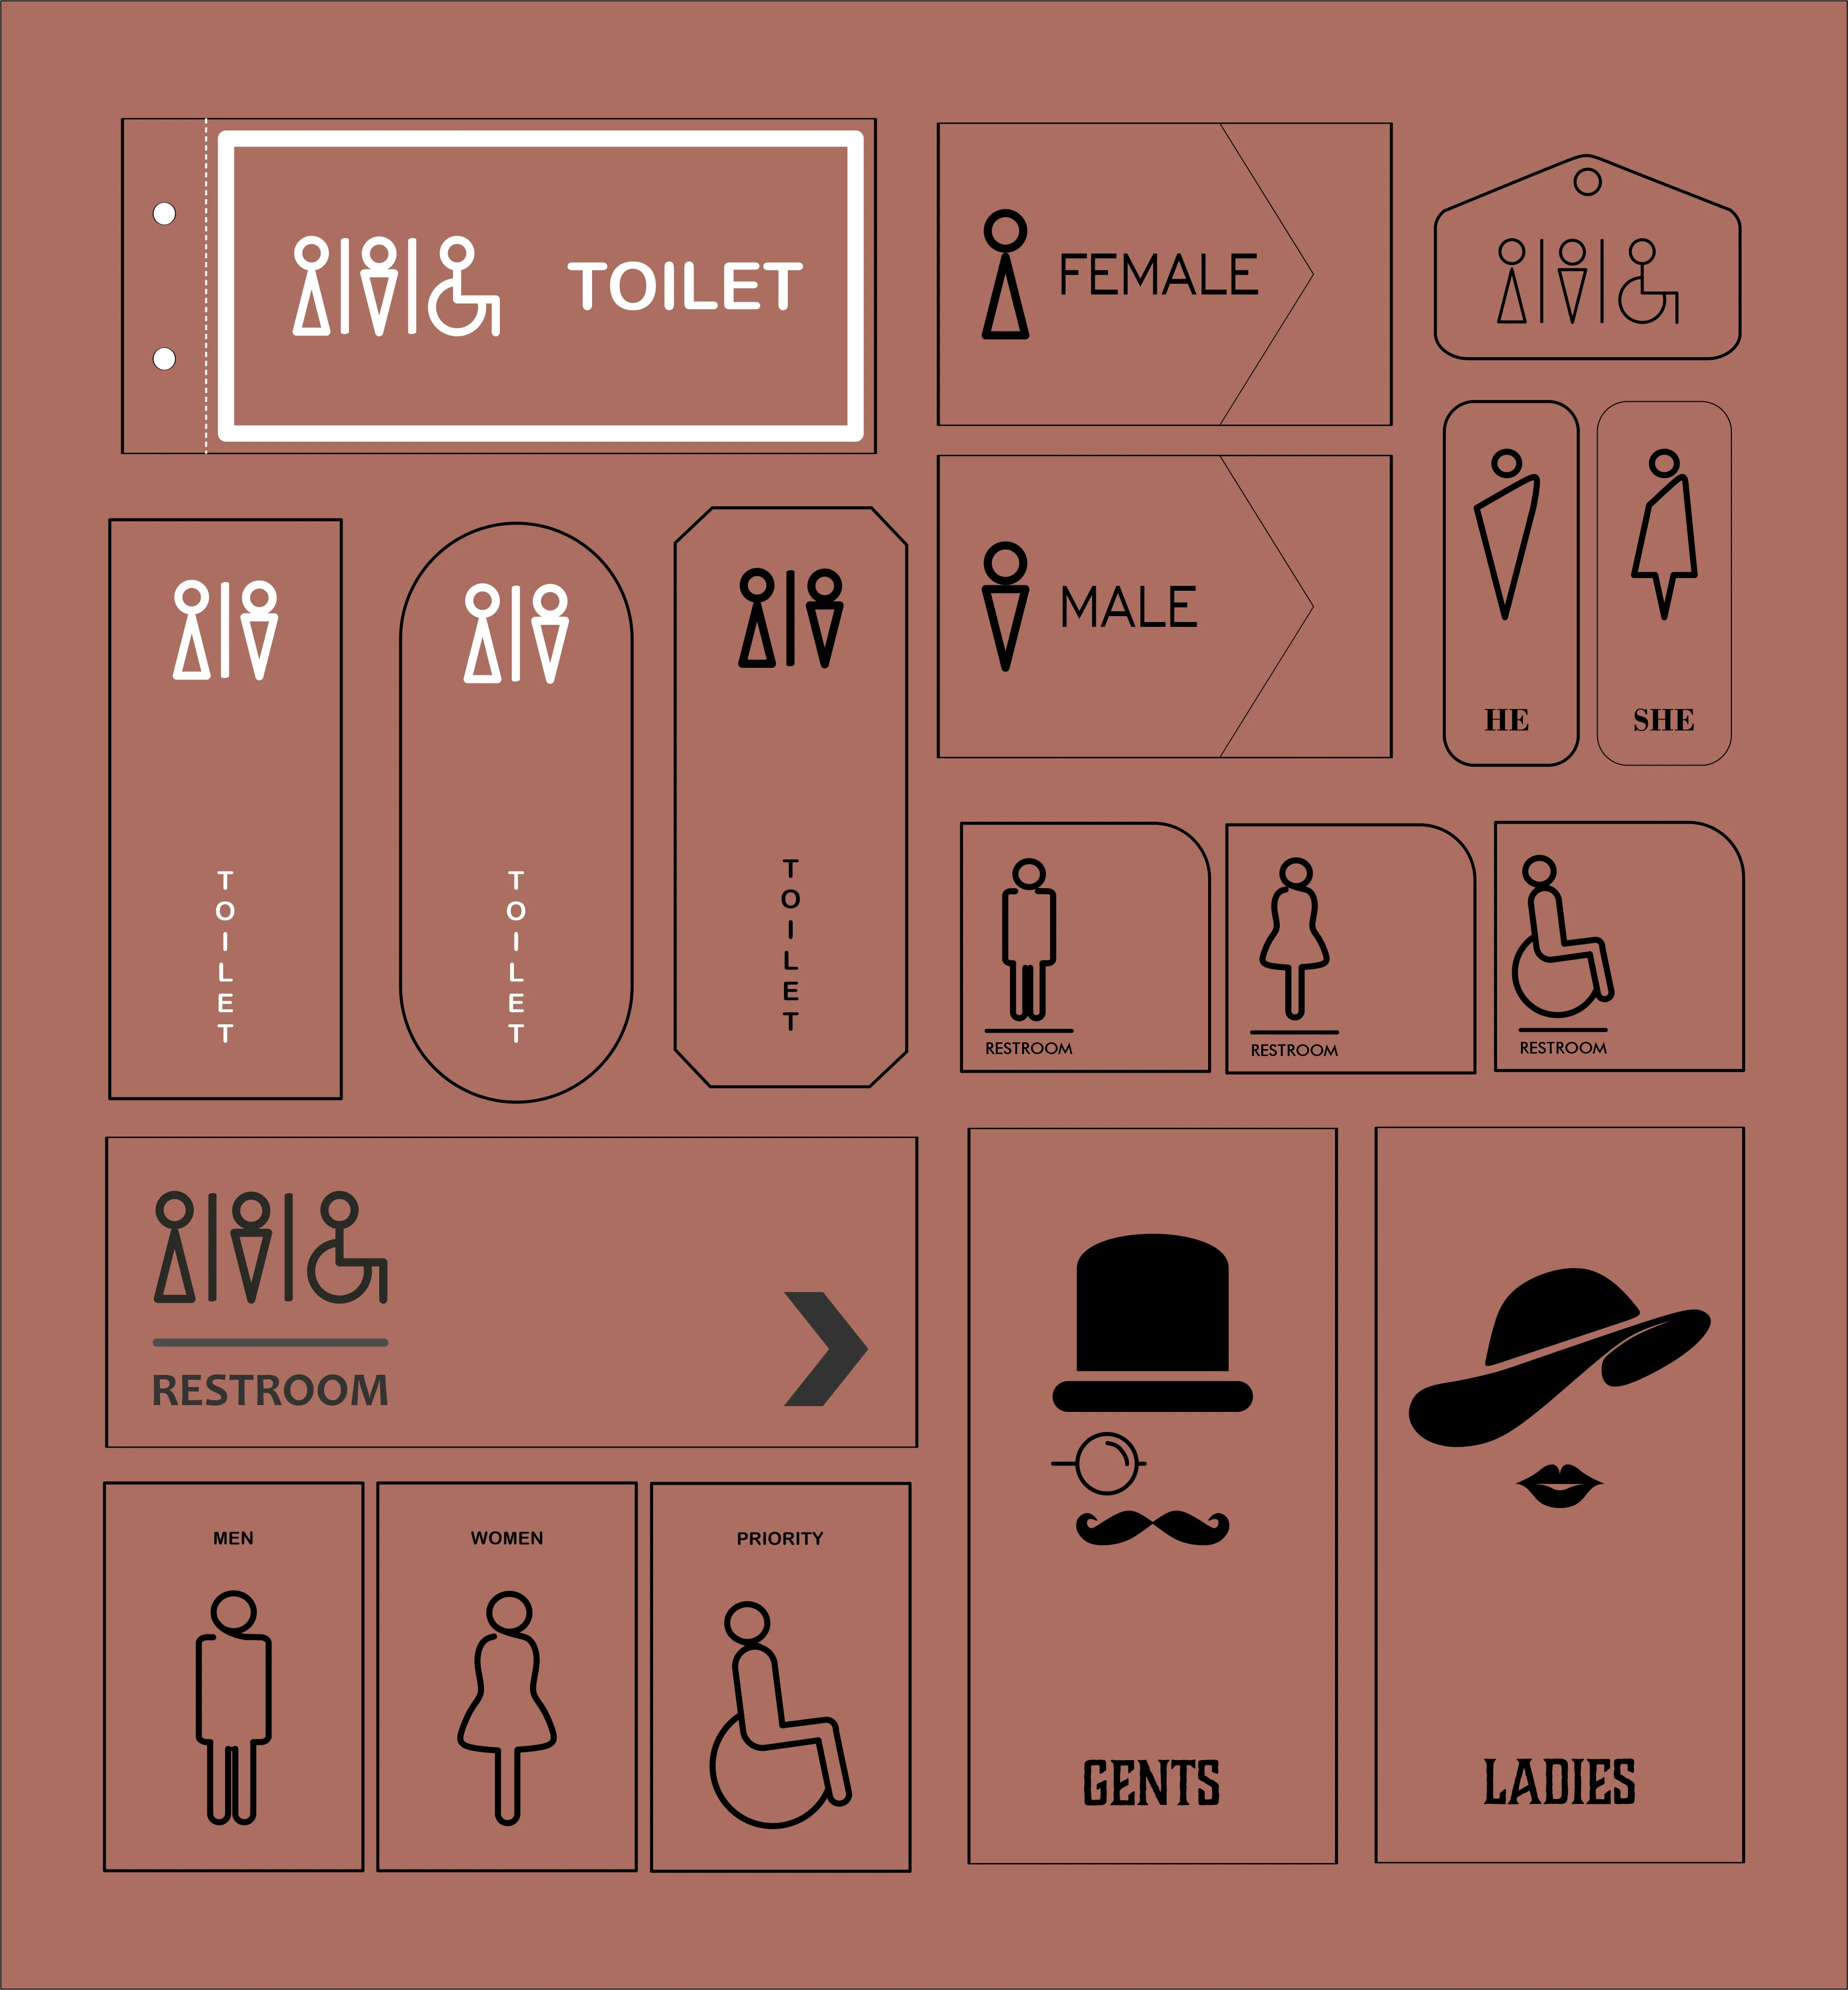 TOILET
FEMALE
MALE
HE
SHE
TOILET
TOILET
TOILET
RESTROOM
RESTROOM
RESTROOM
RESTROOM
MEN
WOMEN
PRIORITY
GENTS
LADIES